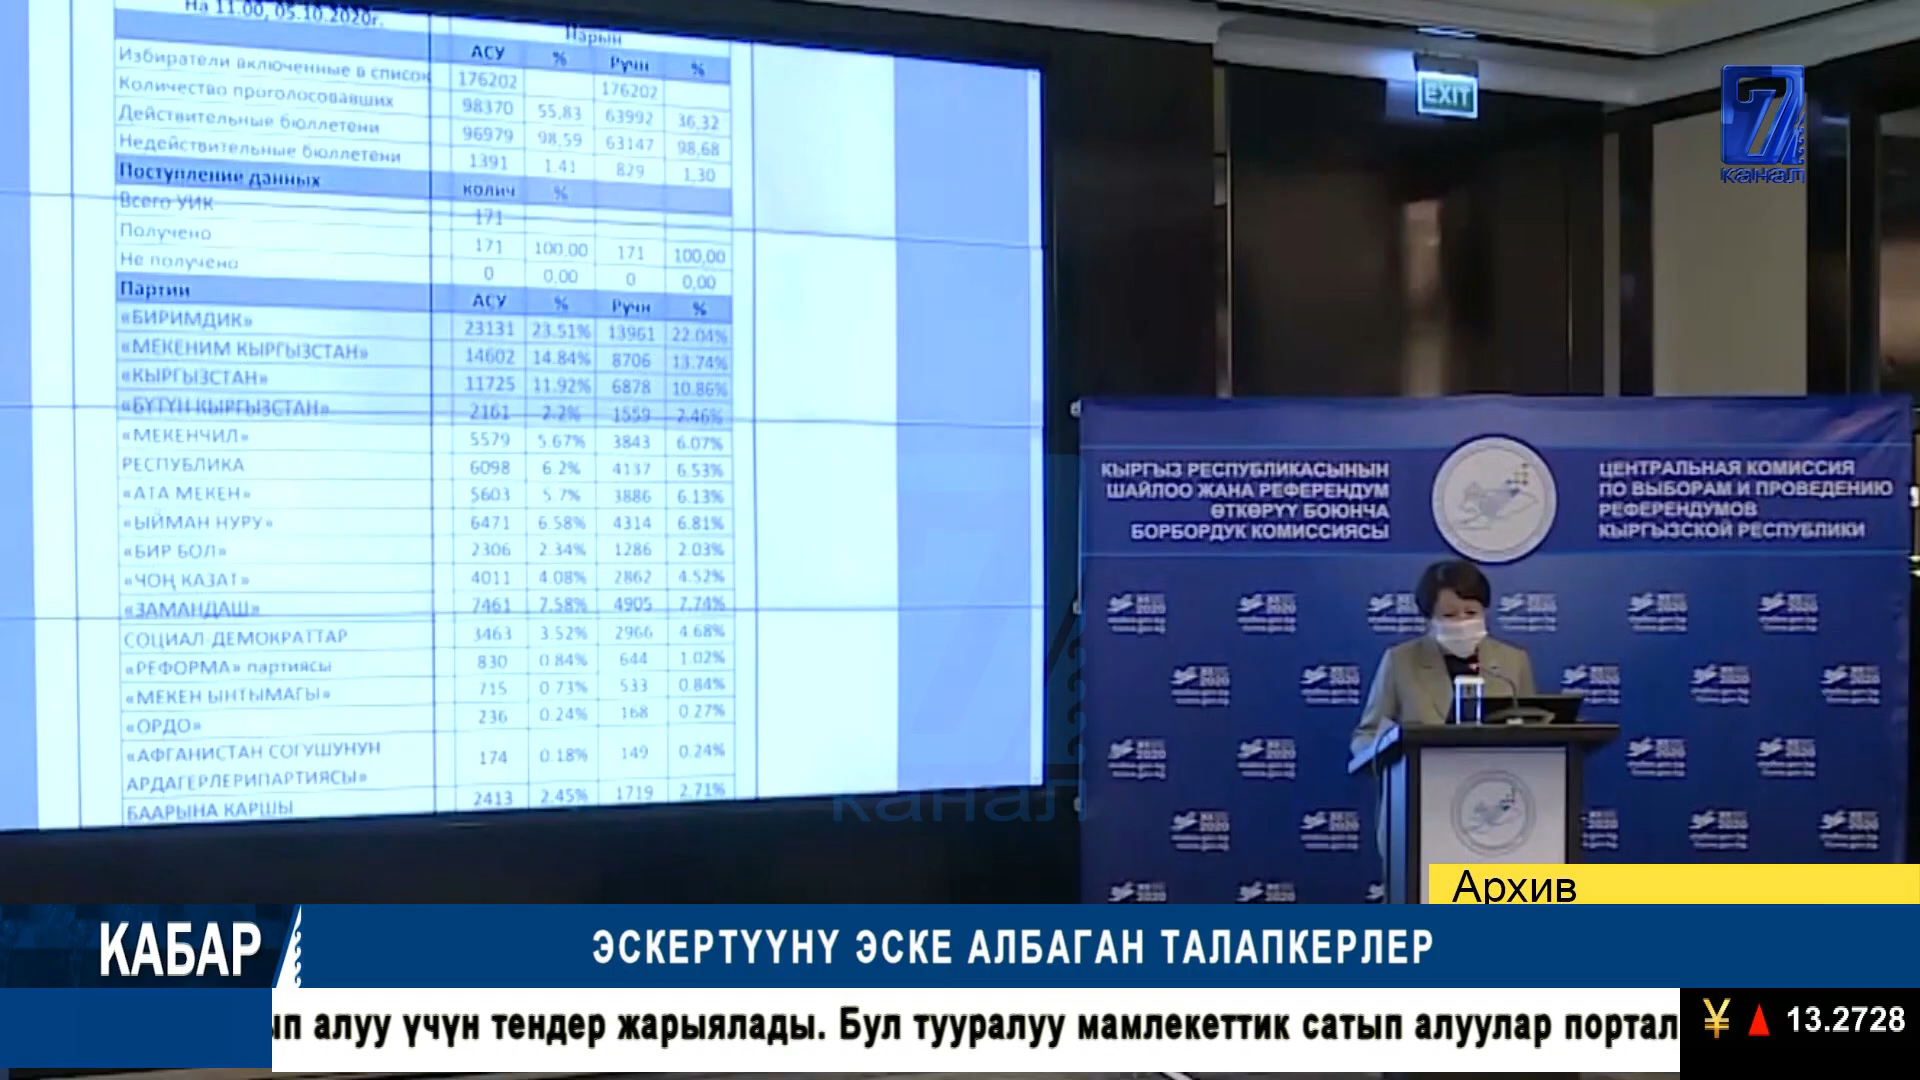 На 11.00, 05.10.2020г.
Нарын
АСУ % Ручн %
Избиратели включенные в список 176202 176202
Количество проголосовавших 98370 55,83 63992 36,32
Действительные бюллетени 96979 98,59 63147 98,68
Недействительные бюллетени 1391 1.41 829 1,30
Поступление данных колич %
Всего УИК 171
Получено 171 100,00 171 100,00
Не получено 0 0,00 0 0,00
Партии АСУ % Ручн %
«БИРИМДИК» 23131 23.51% 13961 22.04%
«МЕКЕНИМ КЫРГЫЗСТАН» 14602 14.84% 8706 13.74%
«КЫРГЫЗСТАН» 11725 11.92% 6878 10.86%
«БҮТҮН КЫРГЫЗСТАН» 2161 2.2% 1559 2.46%
«МЕКЕНЧИЛ» 5579 5.67% 3843 6.07%
РЕСПУБЛИКА 6098 6.2% 4137 6.53%
«АТА МЕКЕН» 5603 5.7% 3886 6.13%
«ЫЙМАН НУРУ» 6471 6.58% 4314 6.81%
«БИР БОЛ» 2306 2.34% 1286 2.03%
«ЧОҢ КАЗАТ» 4011 4.08% 2862 4.52%
«ЗАМАНДАШ» 7461 7.58% 4905 7.74%
СОЦИАЛ-ДЕМОКРАТТАР 3463 3.52% 2966 4.68%
«РЕФОРМА» партиясы 830 0.84% 644 1.02%
«МЕКЕН ЫНТЫМАГЫ» 715 0.73% 533 0.84%
«ОРДО» 236 0.24% 168 0.27%
«АФГАНИСТАН СОГУШУНУН
АРДАГЕРЛЕРИПАРТИЯСЫ» 174 0.18% 149 0.24%
БААРЫНА КАРШЫ 2413 2.45% 1719 2.71%
EXIT
7
канал
КЫРГЫЗ РЕСПУБЛИКАСЫНЫН
ШАЙЛОО ЖАНА РЕФЕРЕНДУМ
ӨТКӨРҮҮ БОЮНЧА
БОРБОРДУК КОМИССИЯСЫ
ЦЕНТРАЛЬНАЯ КОМИССИЯ
ПО ВЫБОРАМ И ПРОВЕДЕНИЮ
РЕФЕРЕНДУМОВ
КЫРГЫЗСКОЙ РЕСПУБЛИКИ
7
канал
Архив
КАБАР
ЭСКЕРТҮҮНҮ ЭСКЕ АЛБАГАН ТАЛАПКЕРЛЕР
ып алуу үчүн тендер жарыялады. Бул тууралуу мамлекеттик сатып алуулар портал
¥ ▲ 13.2728